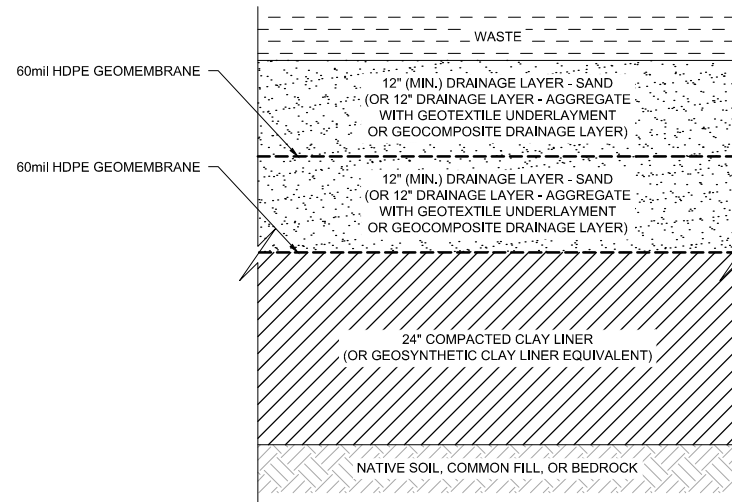 WASTE
60mil HDPE GEOMEMBRANE
12" (MIN.) DRAINAGE LAYER - SAND
(OR 12" DRAINAGE LAYER - AGGREGATE
WITH GEOTEXTILE UNDERLAYMENT
OR GEOCOMPOSITE DRAINAGE LAYER)
60mil HDPE GEOMEMBRANE
12" (MIN.) DRAINAGE LAYER - SAND
(OR 12" DRAINAGE LAYER - AGGREGATE
WITH GEOTEXTILE UNDERLAYMENT
OR GEOCOMPOSITE DRAINAGE LAYER)
24" COMPACTED CLAY LINER
(OR GEOSYNTHETIC CLAY LINER EQUIVALENT)
NATIVE SOIL, COMMON FILL, OR BEDROCK